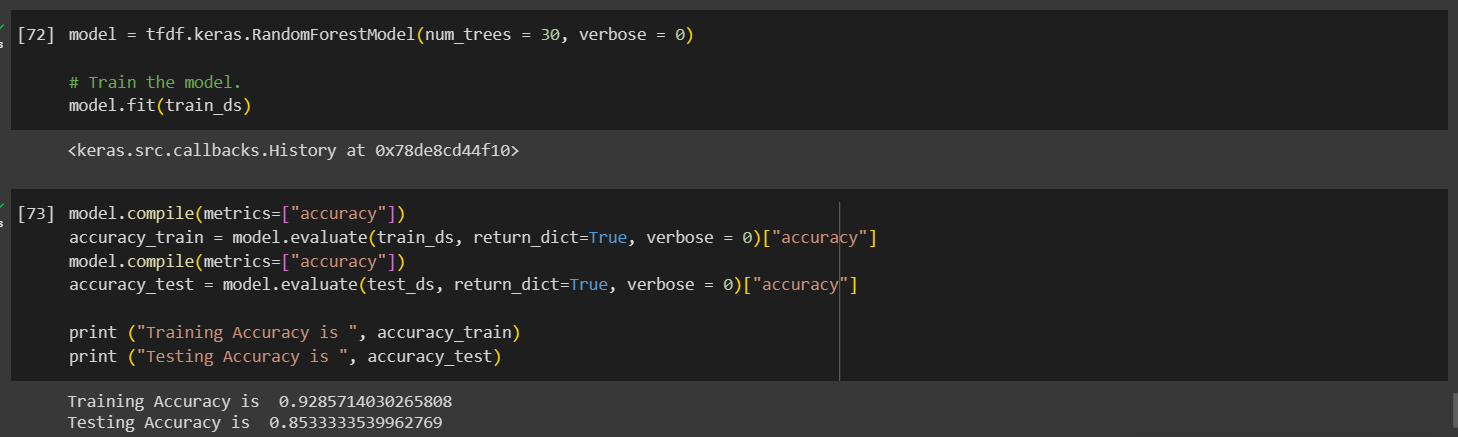 [72] model = tfdf.keras.RandomForestModel(num_trees = 30, verbose = 0)
# Train the model.
model.fit(train_ds)
<keras.src.callbacks.History at 0x78de8cd44f10>
[73] model.compile(metrics=["accuracy"])
accuracy_train = model.evaluate(train_ds, return_dict=True, verbose = 0)["accuracy"]
model.compile(metrics=["accuracy"])
accuracy_test = model.evaluate(test_ds, return_dict=True, verbose = 0)["accuracy"]
print ("Training Accuracy is ", accuracy_train)
print ("Testing Accuracy is ", accuracy_test)
Training Accuracy is  0.9285714030265808
Testing Accuracy is  0.8533333539962769